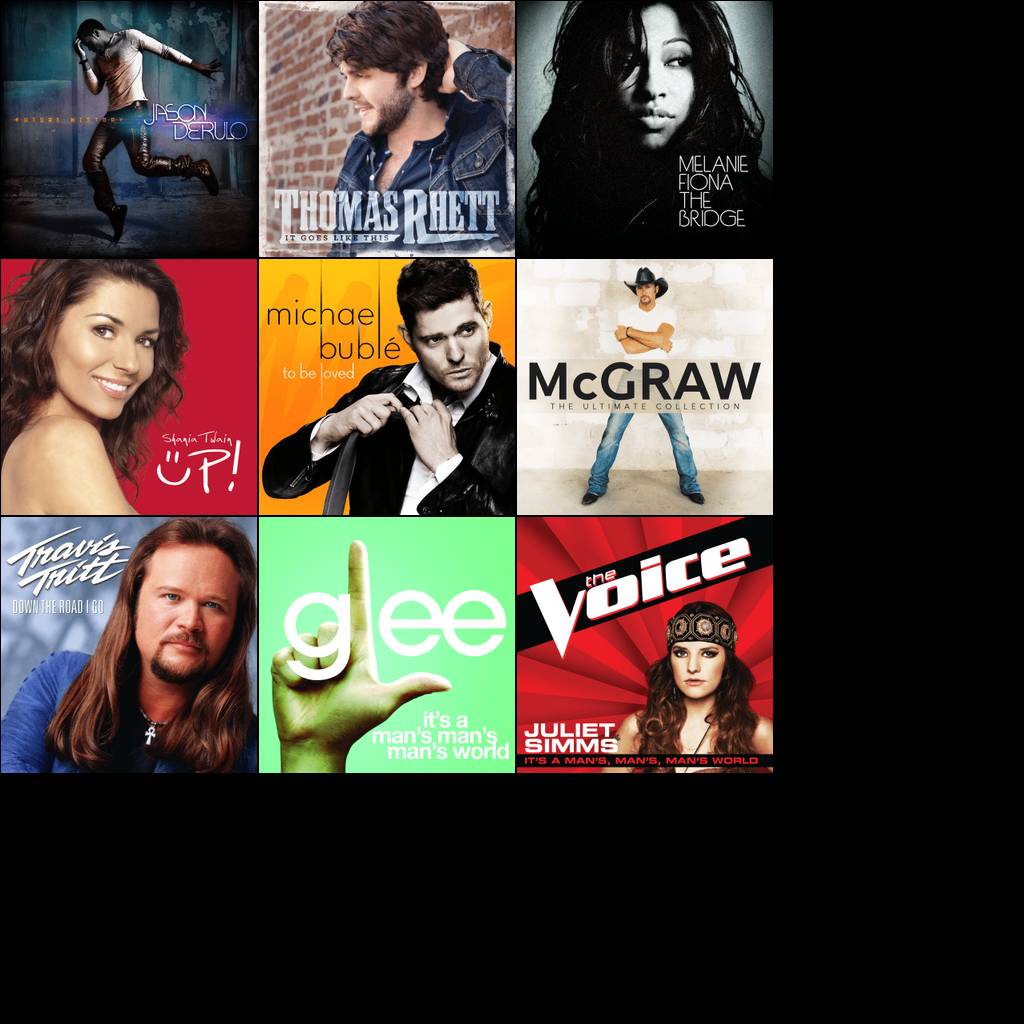 FUTURE HISTORY
JASON
DERULO
THOMAS RHETT
IT GOES LIKE THIS
MELANIE
FIONA
THE
BRIDGE
Shania Twain
UP!
michael
bublé
to be loved
McGRAW
THE ULTIMATE COLLECTION
Travis
Tritt
DOWN THE ROAD I GO
glee
it's a
man's man's
man's world
the
Voice
JULIET
SIMMS
IT'S A MAN'S, MAN'S, MAN'S WORLD